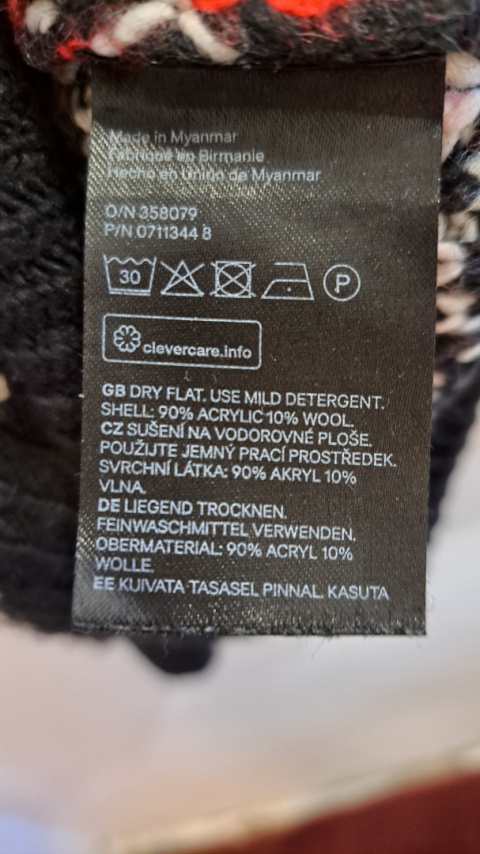 Made in Myanmar
Fabriqué en Birmanie
Hecho en Unión de Myanmar
O/N 358079
P/N 0711344 8
30 P
clevercare.info
GB DRY FLAT. USE MILD DETERGENT.
SHELL: 90% ACRYLIC 10% WOOL.
CZ SUŠENÍ NA VODOROVNÉ PLOŠE.
POUŽIJTE JEMNÝ PRACÍ PROSTŘEDEK.
SVRCHNÍ LÁTKA: 90% AKRYL 10%
VLNA.
DE LIEGEND TROCKNEN.
FEINWASCHMITTEL VERWENDEN.
OBERMATERIAL: 90% ACRYL 10%
WOLLE.
EE KUIVATA TASASEL PINNAL. KASUTA